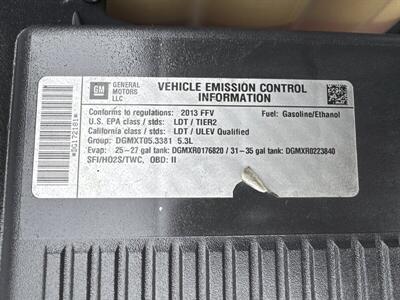 GM
GENERAL MOTORS LLC
VEHICLE EMISSION CONTROL
INFORMATION
Conforms to regulations: 2013 FFV Fuel: Gasoline/Ethanol
U.S. EPA class / stds: LDT / TIER2
California class / stds: LDT / ULEV Qualified
Group: DGMXT05.3381 5.3L
Evap: 25-27 gal tank: DGMXR0176820 / 31-35 gal tank: DGMXR0223840
SFI/HO2S/TWC, OBD: II
*DG172181*